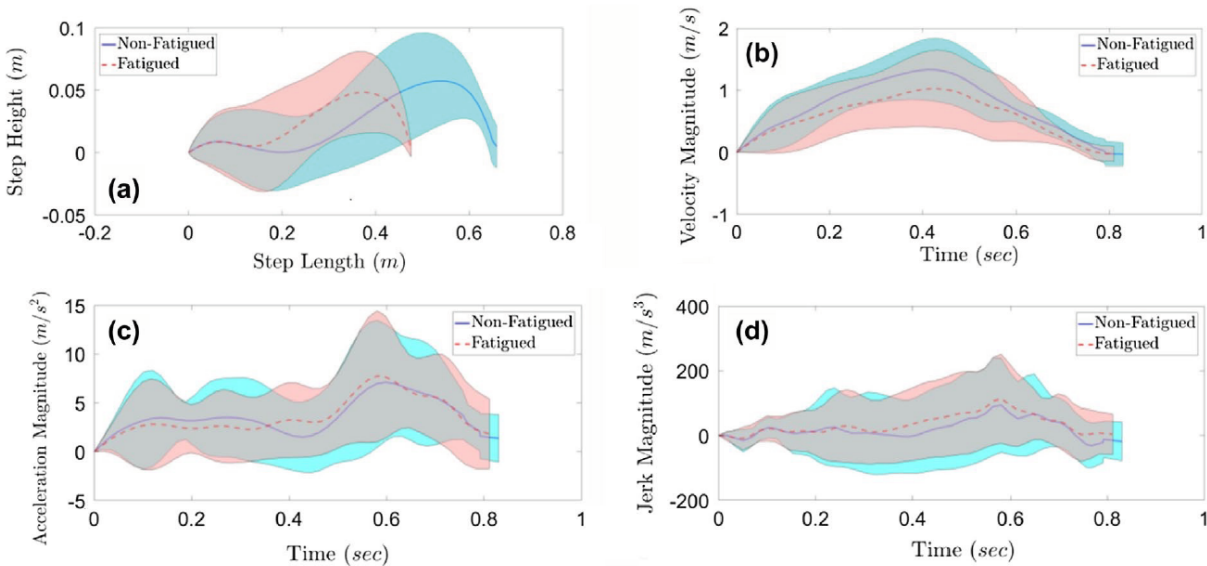 0.1
Non-Fatigued
Fatigued
0.05
0
-0.05
Step Height (m)
(a)
-0.2 0 0.2 0.4 0.6 0.8
Step Length (m)
2
1
0
-1
Velocity Magnitude (m/s)
(b)
Non-Fatigued
Fatigued
0 0.2 0.4 0.6 0.8 1
Time (sec)
15
10
5
0
-5
Acceleration Magnitude (m/s²)
(c)
Non-Fatigued
Fatigued
0 0.2 0.4 0.6 0.8 1
Time (sec)
400
200
0
-200
Jerk Magnitude (m/s³)
(d)
Non-Fatigued
Fatigued
0 0.2 0.4 0.6 0.8 1
Time (sec)